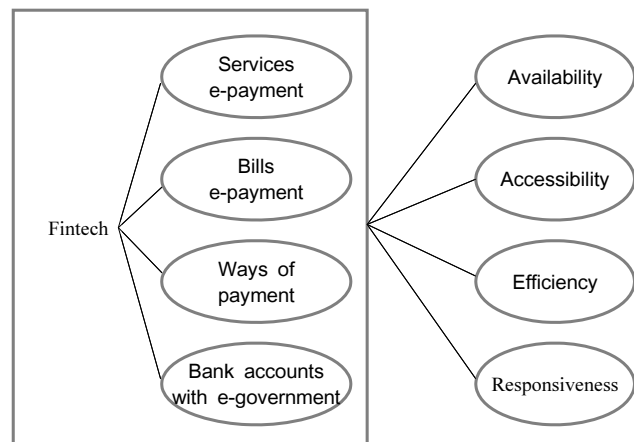 Services
e-payment
Bills
e-payment
Fintech
Ways of
payment
Bank accounts
with e-government
Availability
Accessibility
Efficiency
Responsiveness